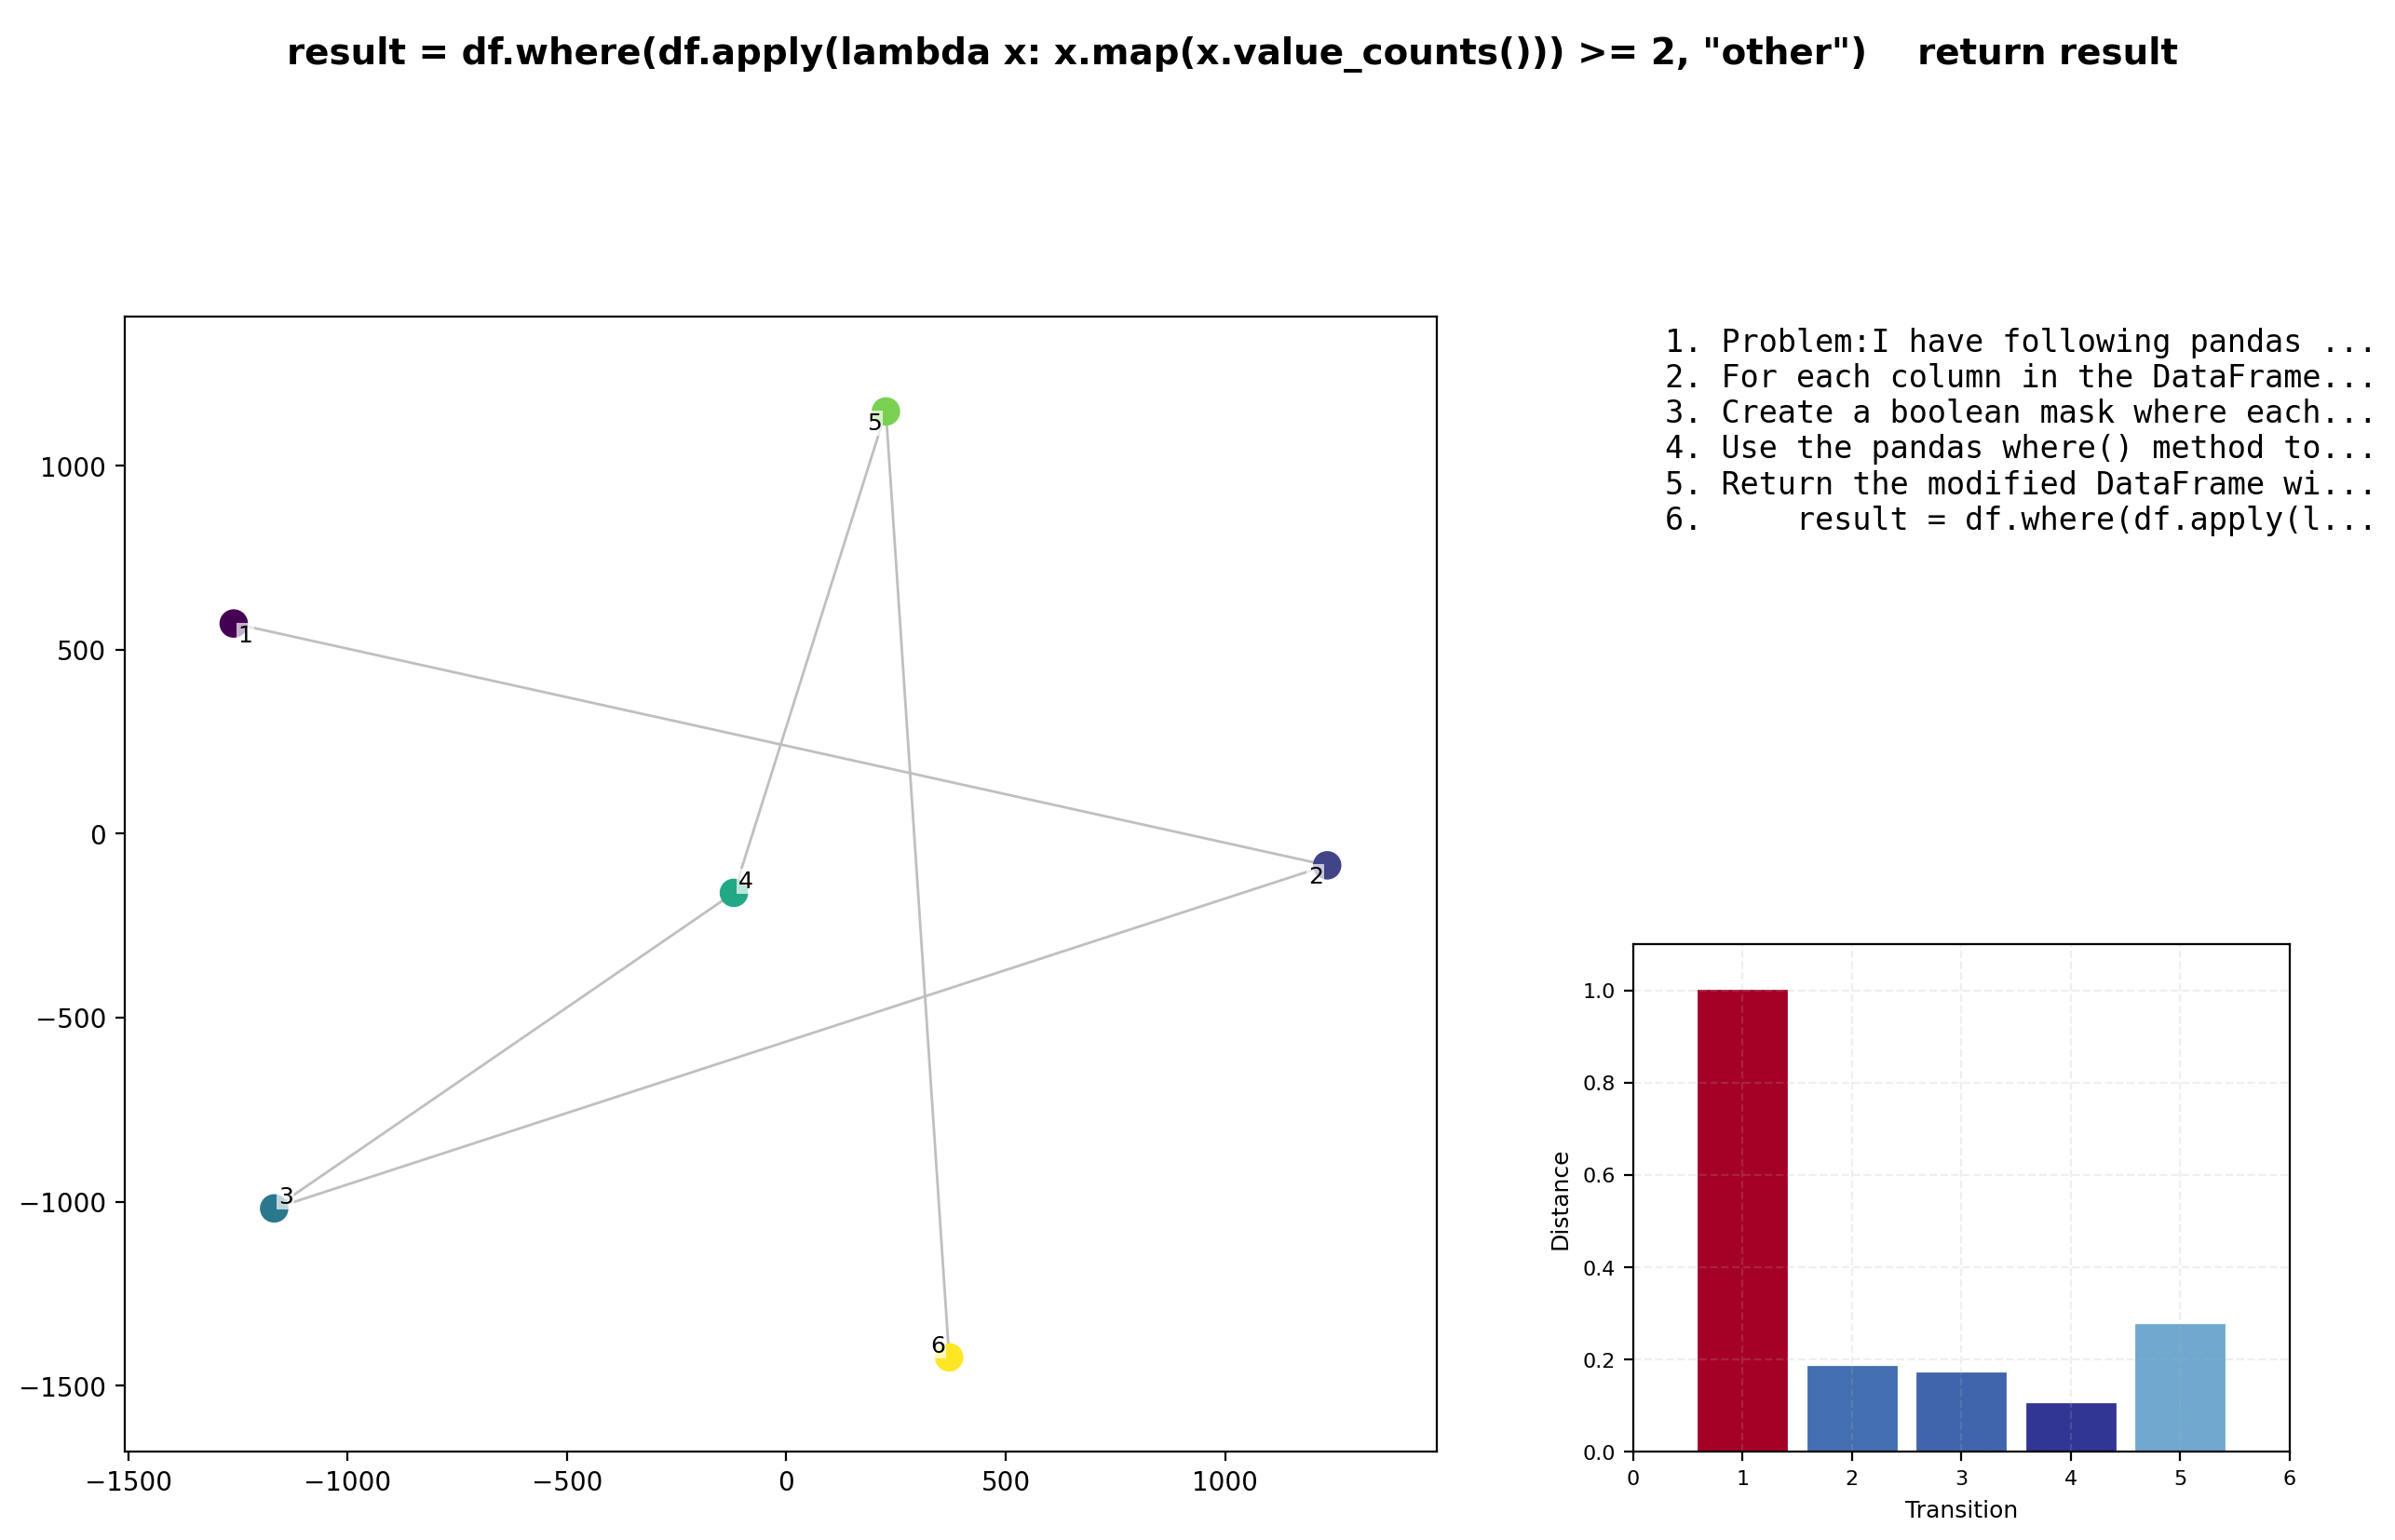 result = df.where(df.apply(lambda x: x.map(x.value_counts())) >= 2, "other")    return result
1. Problem:I have following pandas ...
2. For each column in the DataFrame...
3. Create a boolean mask where each...
4. Use the pandas where() method to...
5. Return the modified DataFrame wi...
6.     result = df.where(df.apply(l...
1000
500
0
−500
−1000
−1500
−1500
−1000
−500
0
500
1000
5
1
4
2
3
6
1.0
0.8
0.6
0.4
0.2
0.0
Distance
0 1 2 3 4 5 6
Transition